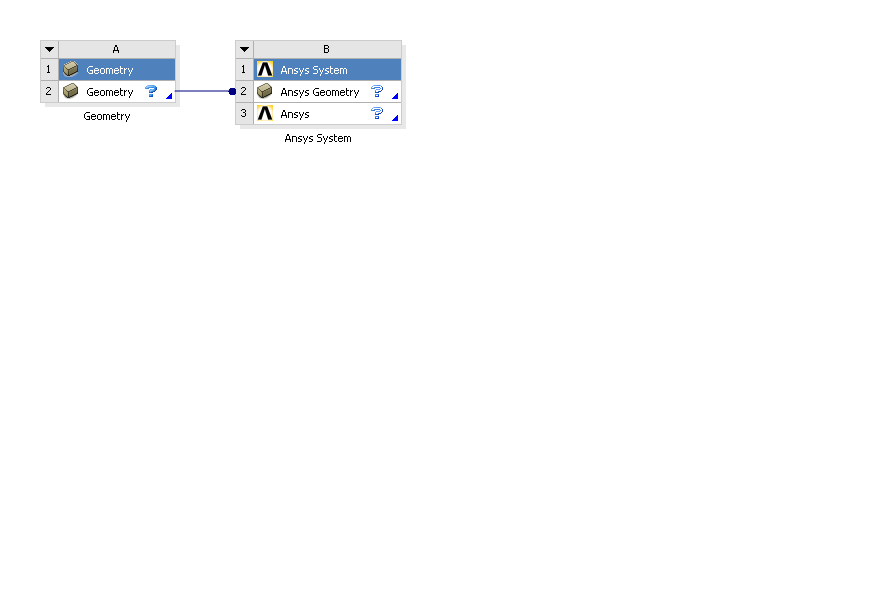 A
1 Geometry
2 Geometry
Geometry
B
1 Ansys System
2 Ansys Geometry
3 Ansys
Ansys System